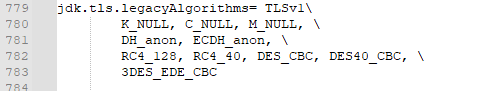 779 jdk.tls.legacyAlgorithms= TLSv1\
780 K_NULL, C_NULL, M_NULL, \
781 DH_anon, ECDH_anon, \
782 RC4_128, RC4_40, DES_CBC, DES40_CBC, \
783 3DES_EDE_CBC
784